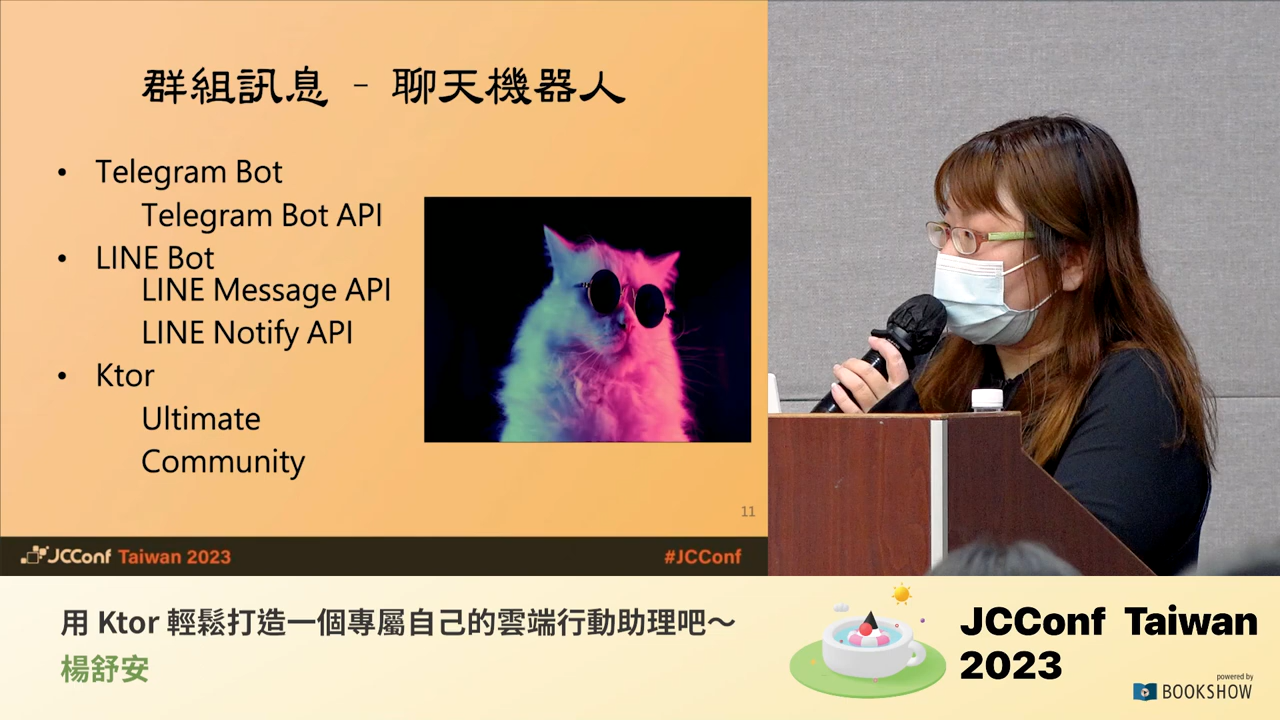 群組訊息 - 聊天機器人
• Telegram Bot
Telegram Bot API
• LINE Bot
LINE Message API
LINE Notify API
• Ktor
Ultimate
Community
11
JCConf Taiwan 2023
#JCConf
用 Ktor 輕鬆打造一個專屬自己的雲端行動助理吧～
楊舒安
JCConf Taiwan
2023
powered by
BOOKSHOW